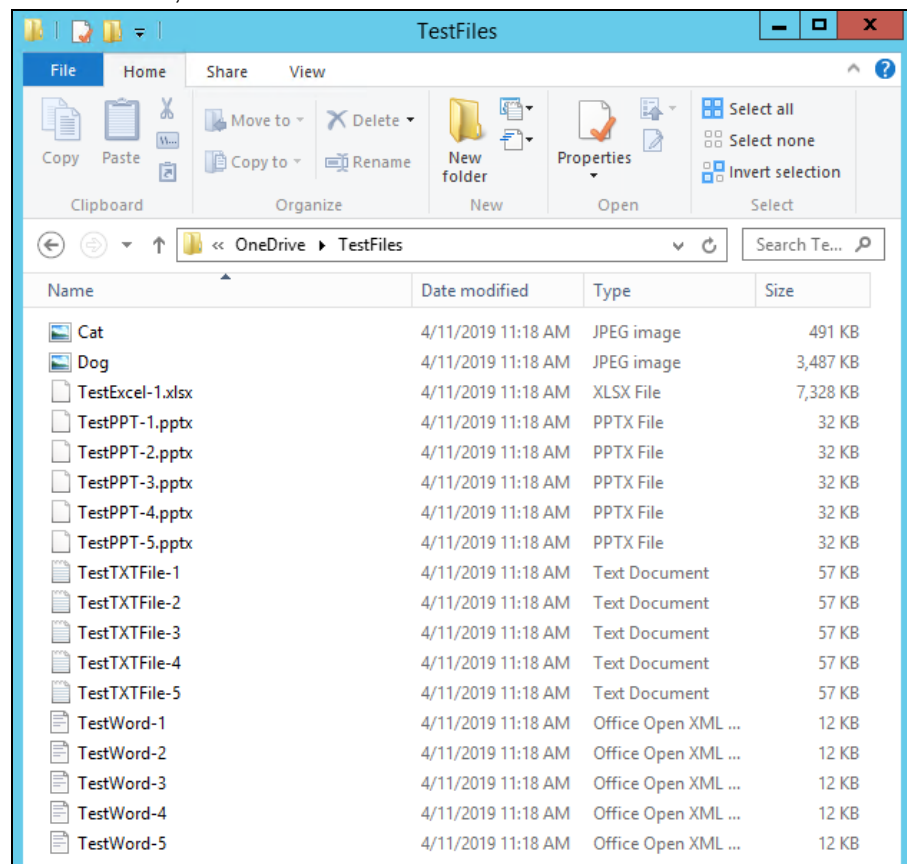 TestFiles
File Home Share View
Copy Paste Move to Delete Copy to Rename New folder Properties Select all Select none Invert selection
Clipboard Organize New Open Select
« OneDrive TestFiles Search Te...
Name Date modified Type Size
Cat 4/11/2019 11:18 AM JPEG image 491 KB
Dog 4/11/2019 11:18 AM JPEG image 3,487 KB
TestExcel-1.xlsx 4/11/2019 11:18 AM XLSX File 7,328 KB
TestPPT-1.pptx 4/11/2019 11:18 AM PPTX File 32 KB
TestPPT-2.pptx 4/11/2019 11:18 AM PPTX File 32 KB
TestPPT-3.pptx 4/11/2019 11:18 AM PPTX File 32 KB
TestPPT-4.pptx 4/11/2019 11:18 AM PPTX File 32 KB
TestPPT-5.pptx 4/11/2019 11:18 AM PPTX File 32 KB
TestTXTFile-1 4/11/2019 11:18 AM Text Document 57 KB
TestTXTFile-2 4/11/2019 11:18 AM Text Document 57 KB
TestTXTFile-3 4/11/2019 11:18 AM Text Document 57 KB
TestTXTFile-4 4/11/2019 11:18 AM Text Document 57 KB
TestTXTFile-5 4/11/2019 11:18 AM Text Document 57 KB
TestWord-1 4/11/2019 11:18 AM Office Open XML ... 12 KB
TestWord-2 4/11/2019 11:18 AM Office Open XML ... 12 KB
TestWord-3 4/11/2019 11:18 AM Office Open XML ... 12 KB
TestWord-4 4/11/2019 11:18 AM Office Open XML ... 12 KB
TestWord-5 4/11/2019 11:18 AM Office Open XML ... 12 KB